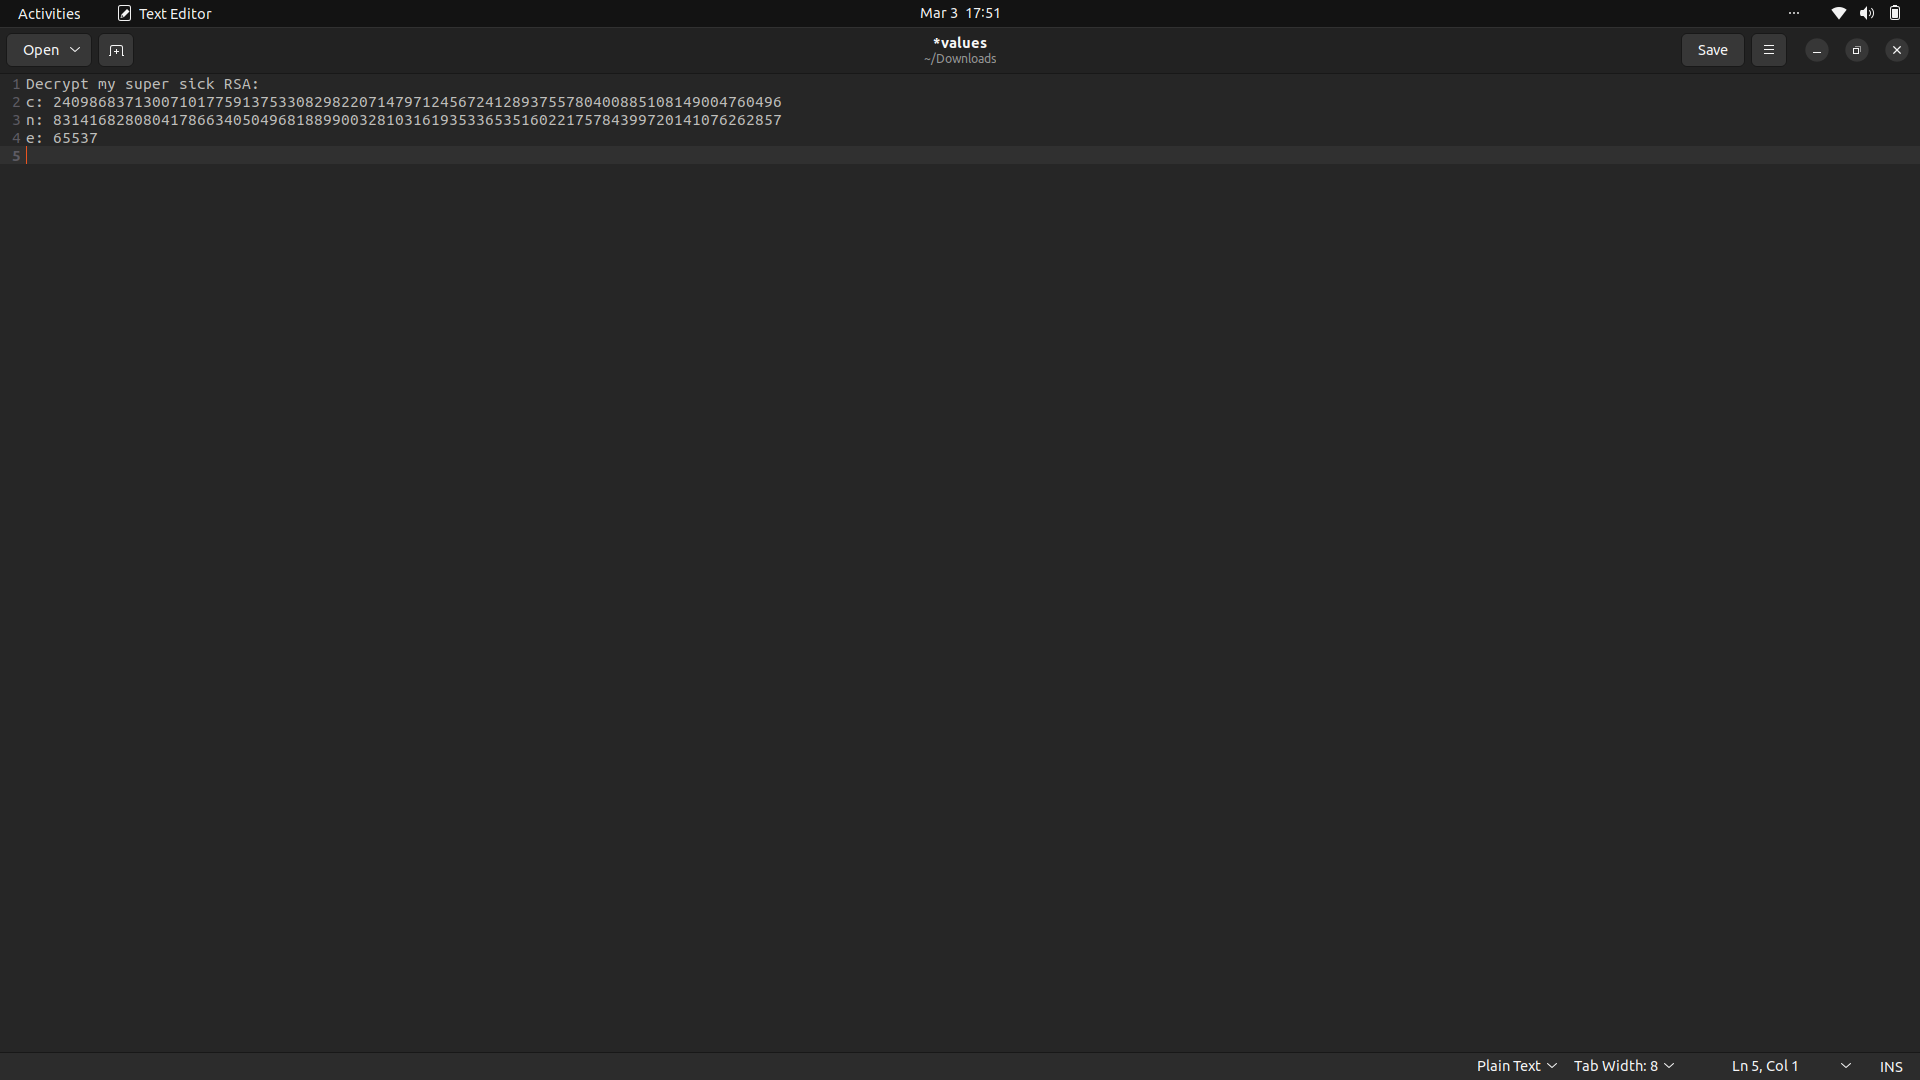 Activities Text Editor Mar 3 17:51
Open *values Save
~/Downloads
1 Decrypt my super sick RSA:
2 c: 240986837130071017759137533082982207147971245672412893755780400885108149004760496
3 n: 831416828080417866340504968188990032810316193533653516022175784399720141076262857
4 e: 65537
5
Plain Text Tab Width: 8 Ln 5, Col 1 INS